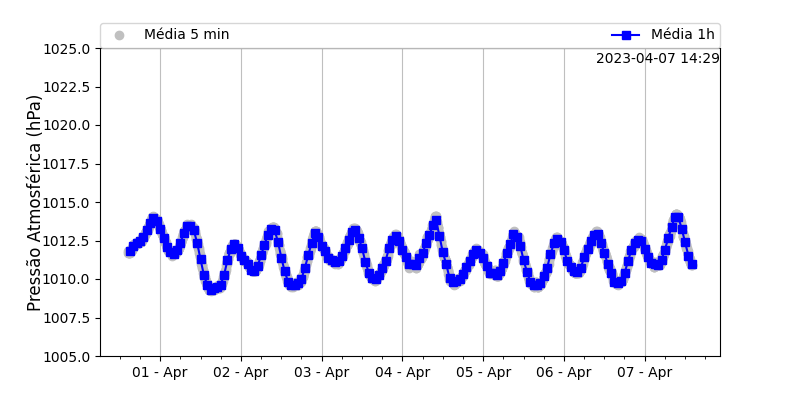 Média 5 min
Média 1h
2023-04-07 14:29
Pressão Atmosférica (hPa)
1025.0
1022.5
1020.0
1017.5
1015.0
1012.5
1010.0
1007.5
1005.0
01 - Apr
02 - Apr
03 - Apr
04 - Apr
05 - Apr
06 - Apr
07 - Apr